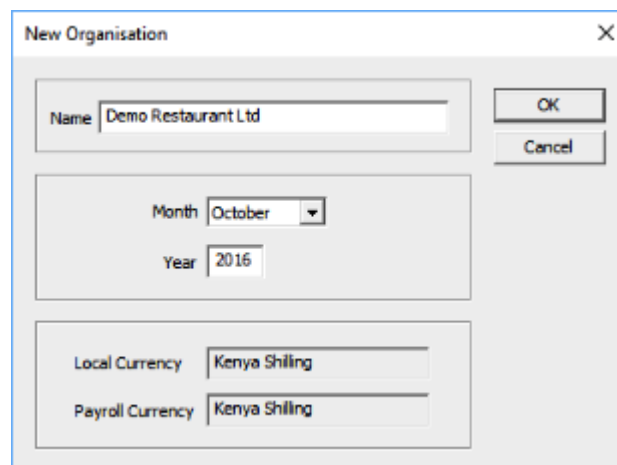 New Organisation
Name Demo Restaurant Ltd
OK
Cancel
Month October
Year 2016
Local Currency Kenya Shilling
Payroll Currency Kenya Shilling